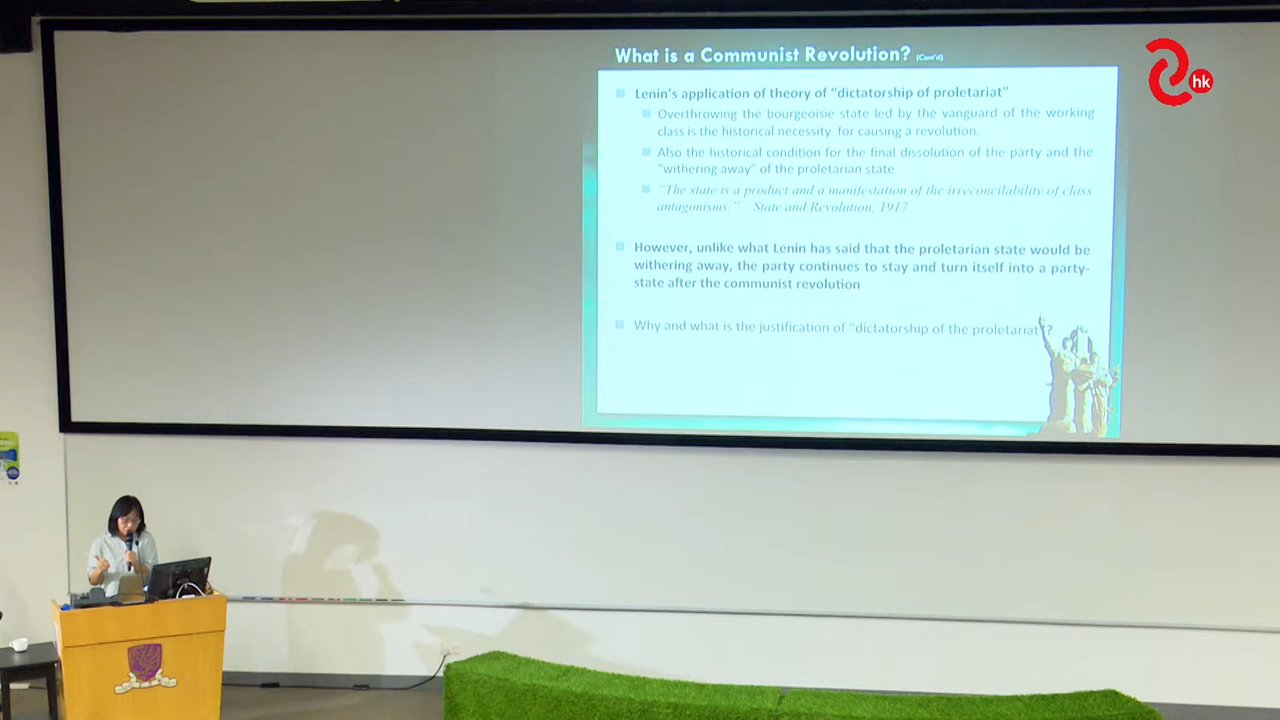 What is a Communist Revolution? (Cont'd)
hk
Lenin's application of theory of "dictatorship of proletariat"
Overthrowing the bourgeoisie state led by the vanguard of the working
class is the historical necessity for causing a revolution.
Also the historical condition for the final dissolution of the party and the
"withering away" of the proletarian state
"The state is a product and a manifestation of the irreconcilability of class
antagonisms." – State and Revolution, 1917
However, unlike what Lenin has said that the proletarian state would be
withering away, the party continues to stay and turn itself into a party-
state after the communist revolution
Why and what is the justification of "dictatorship of the proletariat"?